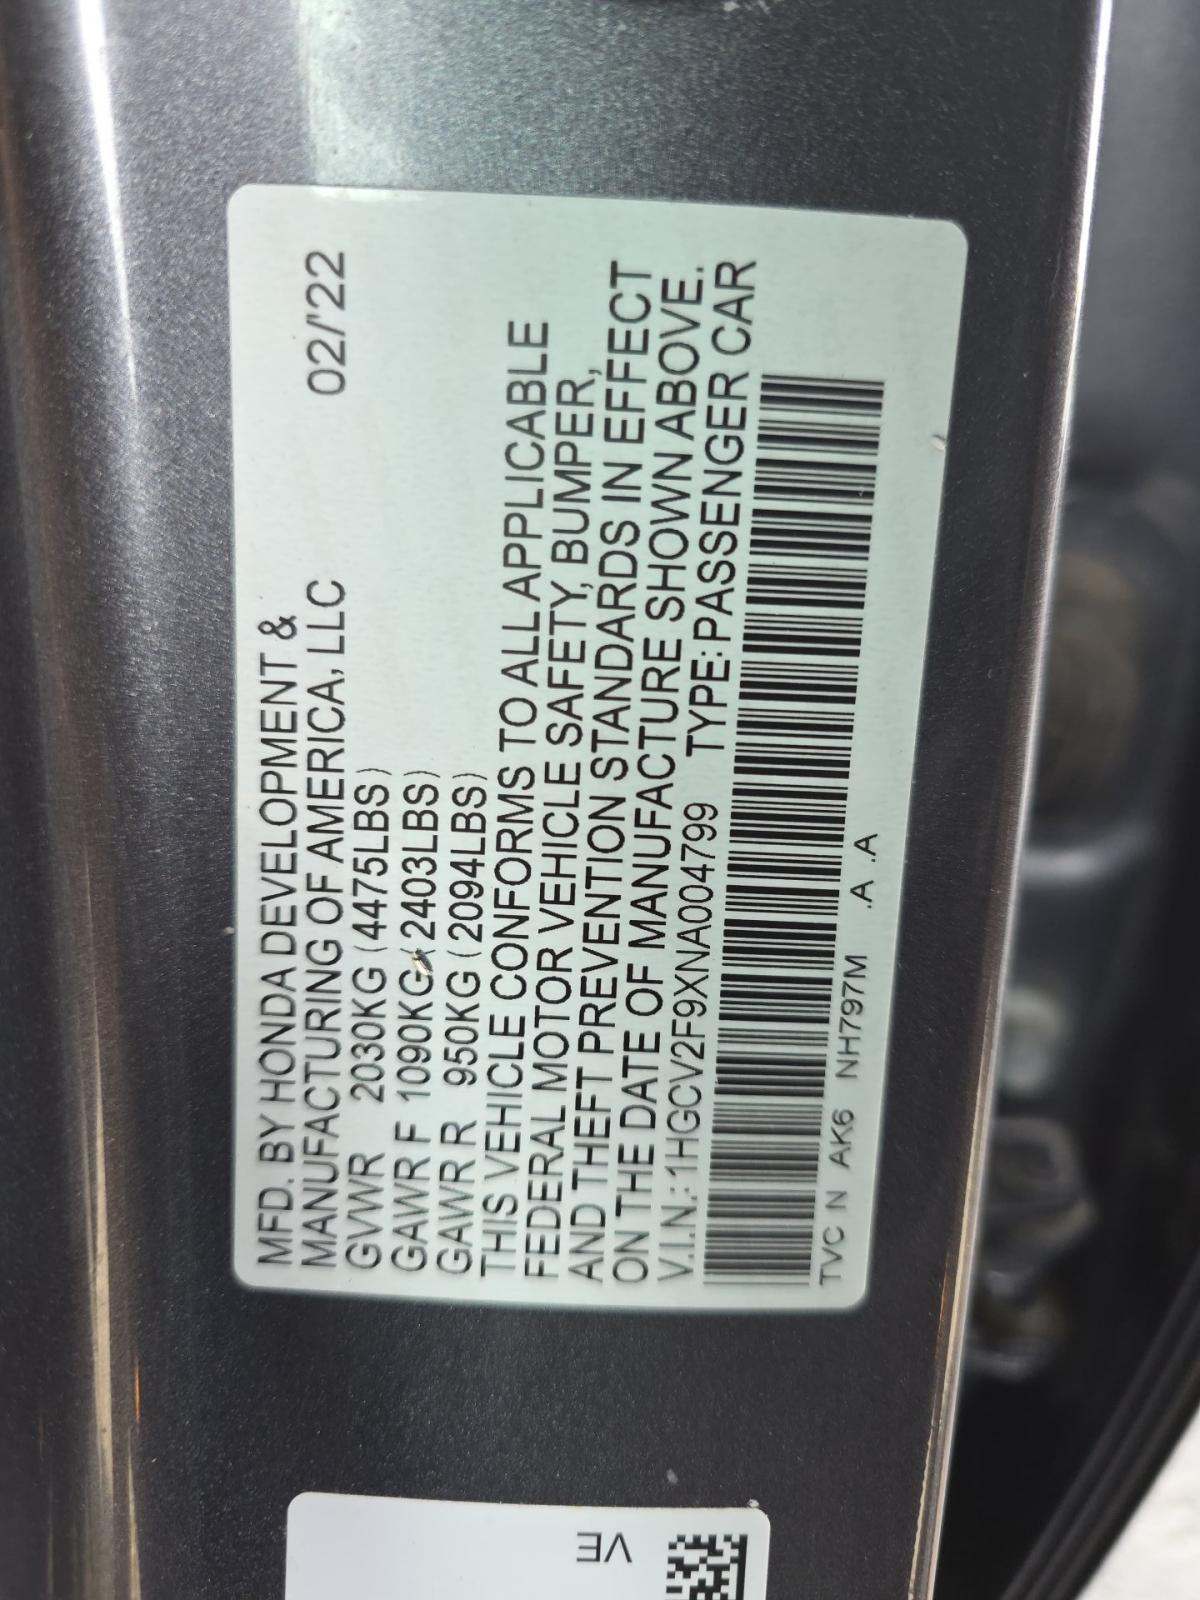 MFD. BY HONDA DEVELOPMENT &
MANUFACTURING OF AMERICA, LLC 02/'22
GVWR 2030KG (4475LBS)
GAWR F 1090KG (2403LBS)
GAWR R 950KG (2094LBS)
THIS VEHICLE CONFORMS TO ALL APPLICABLE
FEDERAL MOTOR VEHICLE SAFETY, BUMPER,
AND THEFT PREVENTION STANDARDS IN EFFECT
ON THE DATE OF MANUFACTURE SHOWN ABOVE.
V.I.N.: 1HGCV2F9XNA004799 TYPE: PASSENGER CAR
TVC N AK6 NH797M .A .A
VE